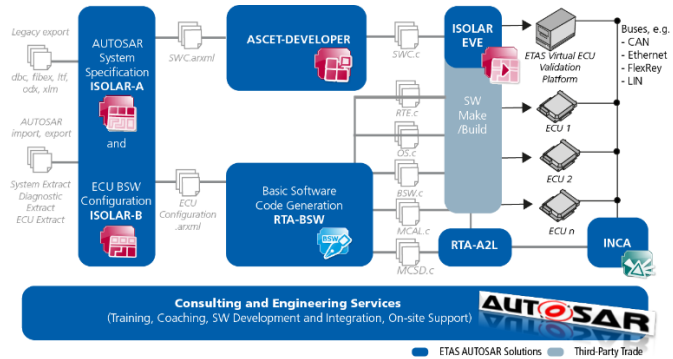 Legacy export
dbc, fibex, ltf,
odx, xlm
AUTOSAR
import, export
System Extract
Diagnostic
Extract
ECU Extract
AUTOSAR
System
Specification
ISOLAR-A
and
ECU BSW
Configuration
ISOLAR-B
SWC.arxml
ECU
Configuration
.arxml
ASCET-DEVELOPER
Basic Software
Code Generation
RTA-BSW
BSW
SWC.c
RTE.c
OS.c
BSW.c
MCAL.c
MCSD.c
ISOLAR
EVE
SW
Make
/Build
RTA-A2L
ETAS Virtual ECU
Validation
Platform
ECU 1
ECU 2
ECU n
Buses, e.g.
- CAN
- Ethernet
- FlexRey
- LIN
INCA
Consulting and Engineering Services
(Training, Coaching, SW Development and Integration, On-site Support)
AUTOSAR
ETAS AUTOSAR Solutions
Third-Party Trade